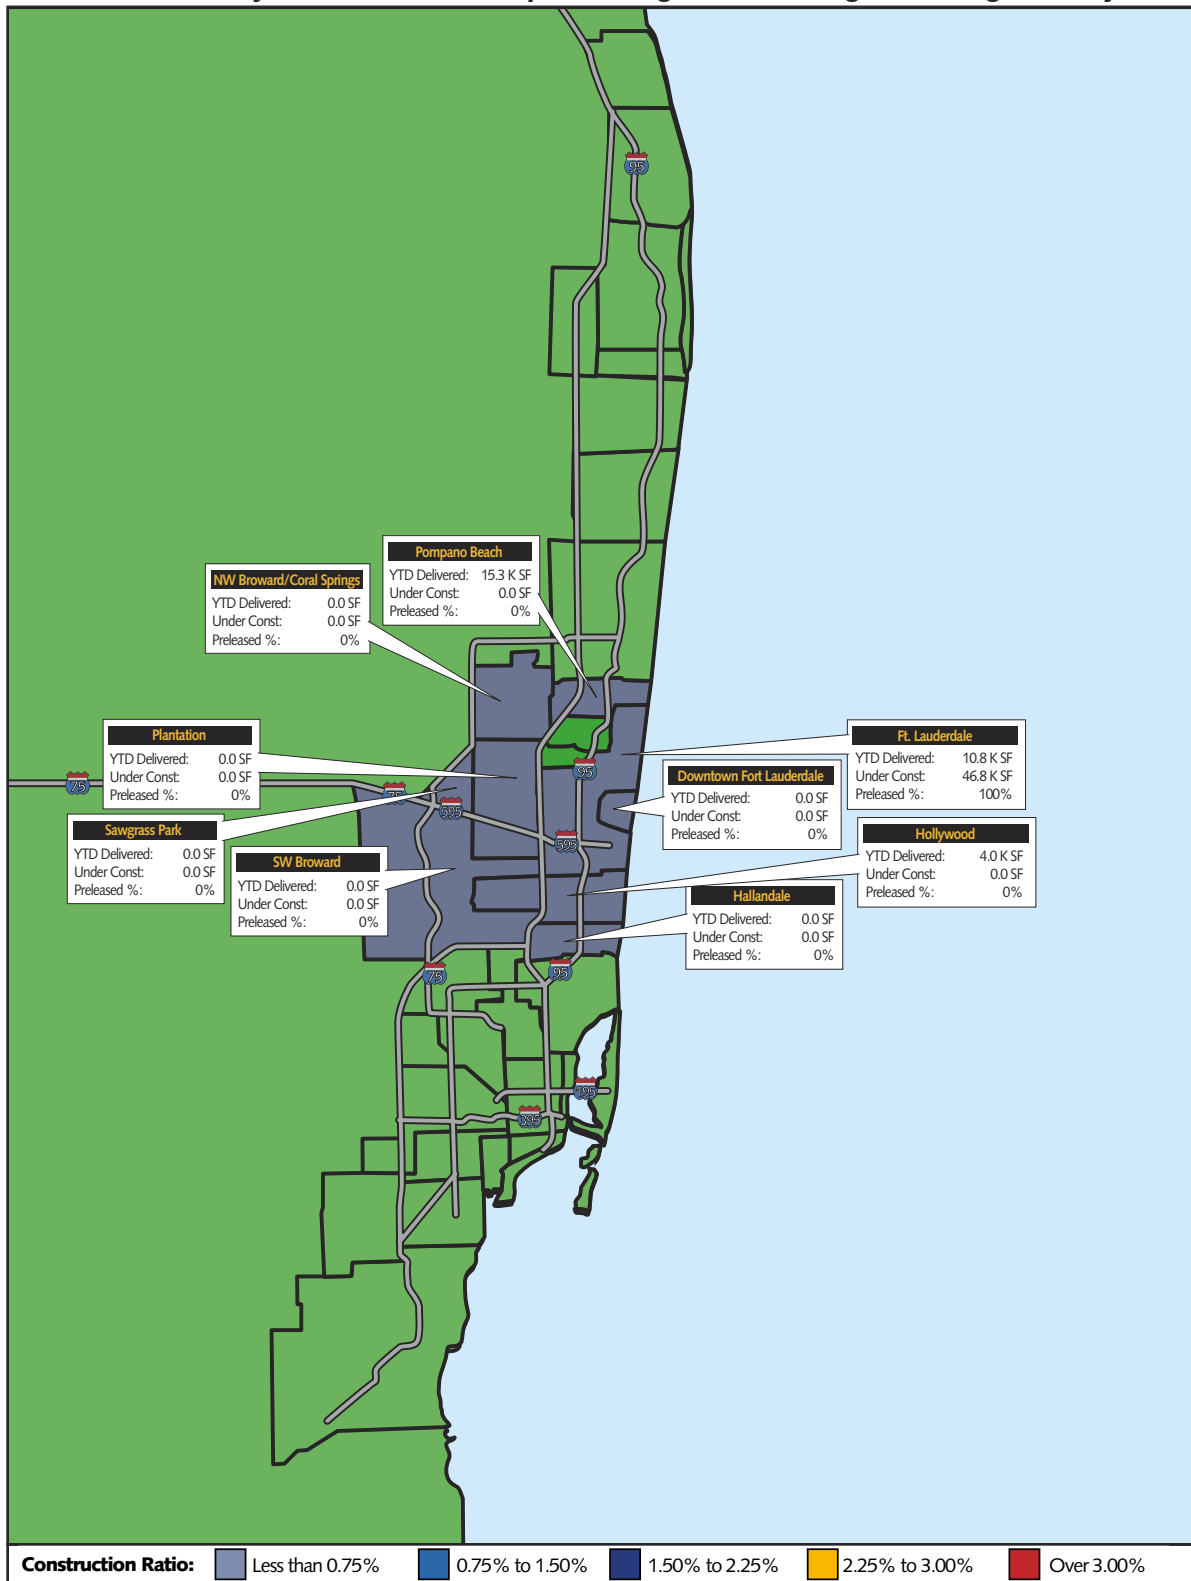 95
Pompano Beach
YTD Delivered: 15.3 K SF
Under Const: 0.0 SF
Preleased %: 0%
NW Broward/Coral Springs
YTD Delivered: 0.0 SF
Under Const: 0.0 SF
Preleased %: 0%
Plantation
YTD Delivered: 0.0 SF
Under Const: 0.0 SF
Preleased %: 0%
Ft. Lauderdale
YTD Delivered: 10.8 K SF
Under Const: 46.8 K SF
Preleased %: 100%
75
75
95
595
Downtown Fort Lauderdale
YTD Delivered: 0.0 SF
Under Const: 0.0 SF
Preleased %: 0%
Sawgrass Park
YTD Delivered: 0.0 SF
Under Const: 0.0 SF
Preleased %: 0%
595
Hollywood
YTD Delivered: 4.0 K SF
Under Const: 0.0 SF
Preleased %: 0%
SW Broward
YTD Delivered: 0.0 SF
Under Const: 0.0 SF
Preleased %: 0%
Hallandale
YTD Delivered: 0.0 SF
Under Const: 0.0 SF
Preleased %: 0%
75
95
195
395
Construction Ratio: Less than 0.75% 0.75% to 1.50% 1.50% to 2.25% 2.25% to 3.00% Over 3.00%